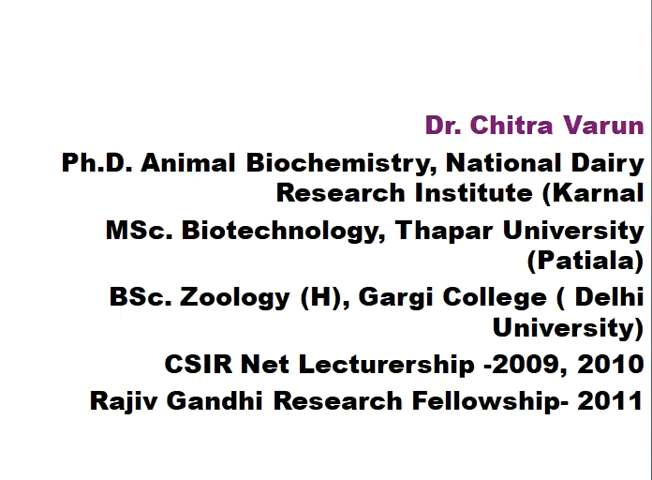 Dr. Chitra Varun
Ph.D. Animal Biochemistry, National Dairy
Research Institute (Karnal
MSc. Biotechnology, Thapar University
(Patiala)
BSc. Zoology (H), Gargi College ( Delhi
University)
CSIR Net Lecturership -2009, 2010
Rajiv Gandhi Research Fellowship- 2011